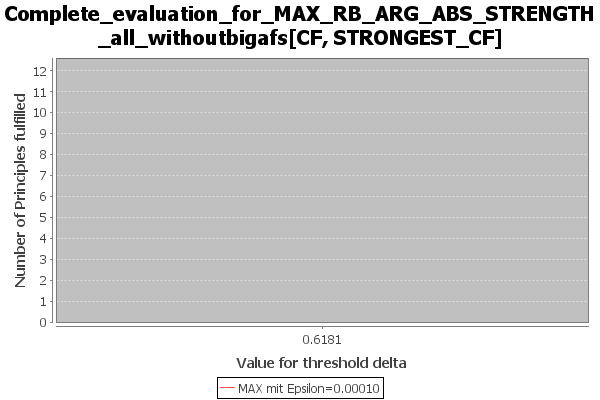 Complete_evaluation_for_MAX_RB_ARG_ABS_STRENGTH
_all_withoutbigafs[CF, STRONGEST_CF]
Number of Principles fulfilled
12
11
10
9
8
7
6
5
4
3
2
1
0
0.6181
Value for threshold delta
MAX mit Epsilon=0.00010